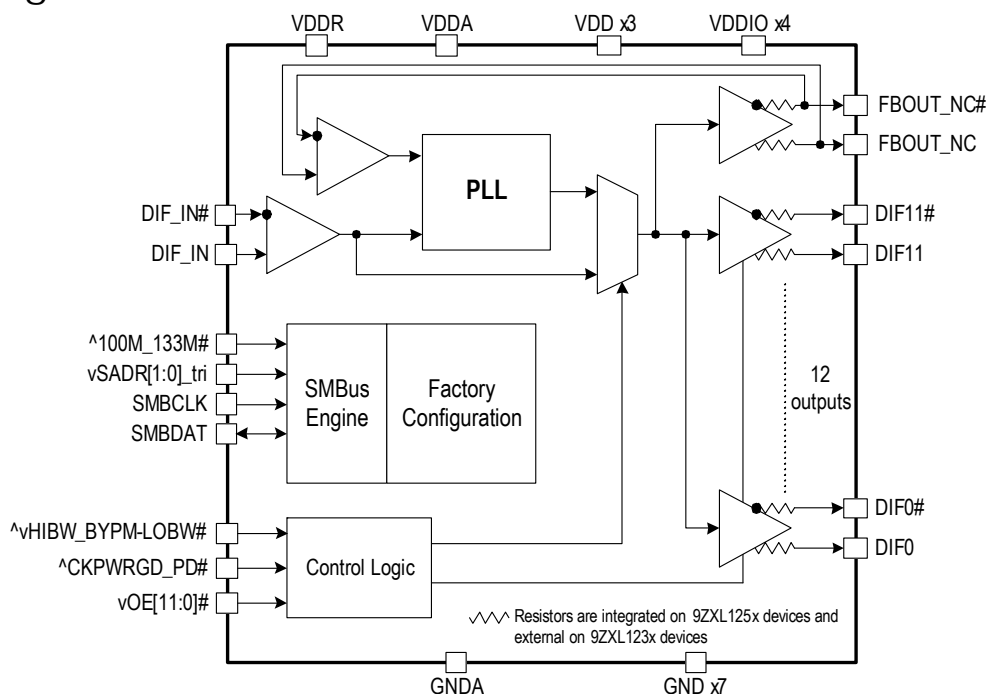 VDDR
VDDA
VDD x3
VDDIO x4
FBOUT_NC#
FBOUT_NC
PLL
DIF_IN#
DIF_IN
DIF11#
DIF11
^100M_133M#
vSADR[1:0]_tri
SMBCLK
SMBDAT
SMBus
Engine
Factory
Configuration
12
outputs
^vHIBW_BYPM-LOBW#
^CKPWRGD_PD#
vOE[11:0]#
Control Logic
DIF0#
DIF0
Resistors are integrated on 9ZXL125x devices and
external on 9ZXL123x devices
GNDA
GND x7